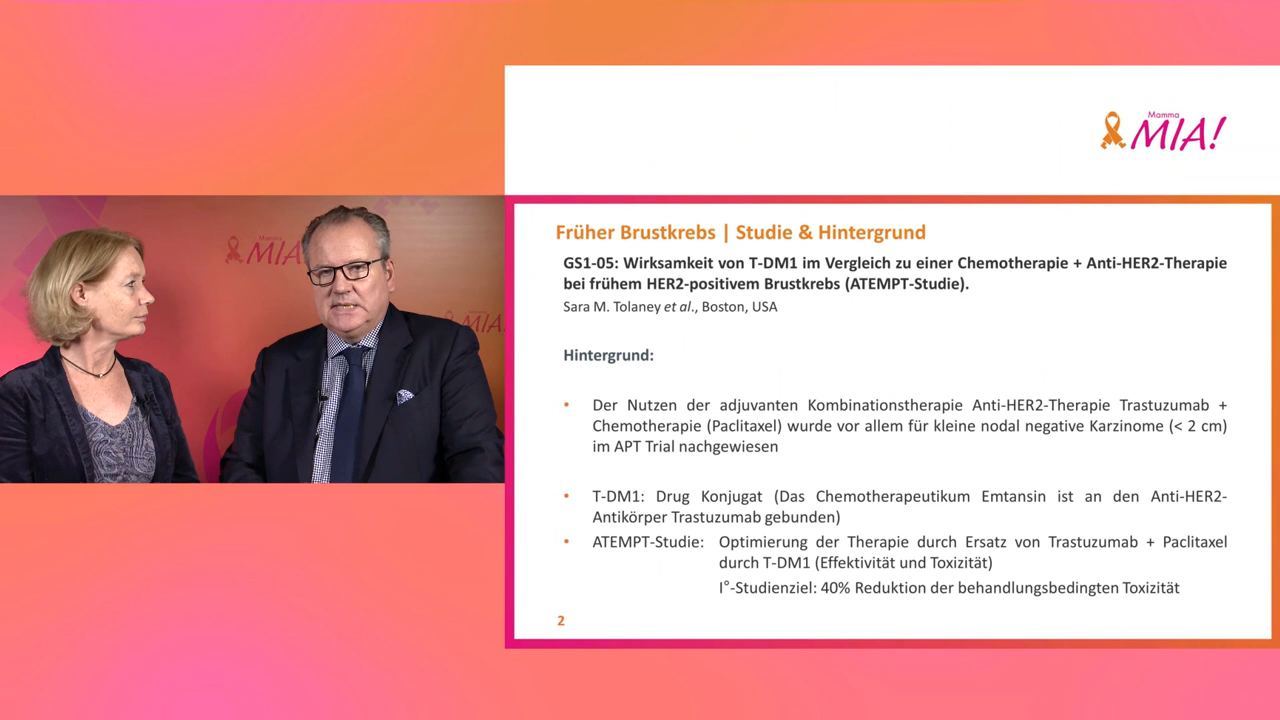 Mamma
MIA!
Mamma
MIA
MIA!
Früher Brustkrebs | Studie & Hintergrund
GS1-05: Wirksamkeit von T-DM1 im Vergleich zu einer Chemotherapie + Anti-HER2-Therapie
bei frühem HER2-positivem Brustkrebs (ATEMPT-Studie).
Sara M. Tolaney et al., Boston, USA
Hintergrund:
• Der Nutzen der adjuvanten Kombinationstherapie Anti-HER2-Therapie Trastuzumab +
Chemotherapie (Paclitaxel) wurde vor allem für kleine nodal negative Karzinome (< 2 cm)
im APT Trial nachgewiesen
• T-DM1: Drug Konjugat (Das Chemotherapeutikum Emtansin ist an den Anti-HER2-
Antikörper Trastuzumab gebunden)
• ATEMPT-Studie: Optimierung der Therapie durch Ersatz von Trastuzumab + Paclitaxel
durch T-DM1 (Effektivität und Toxizität)
I°-Studienziel: 40% Reduktion der behandlungsbedingten Toxizität
2